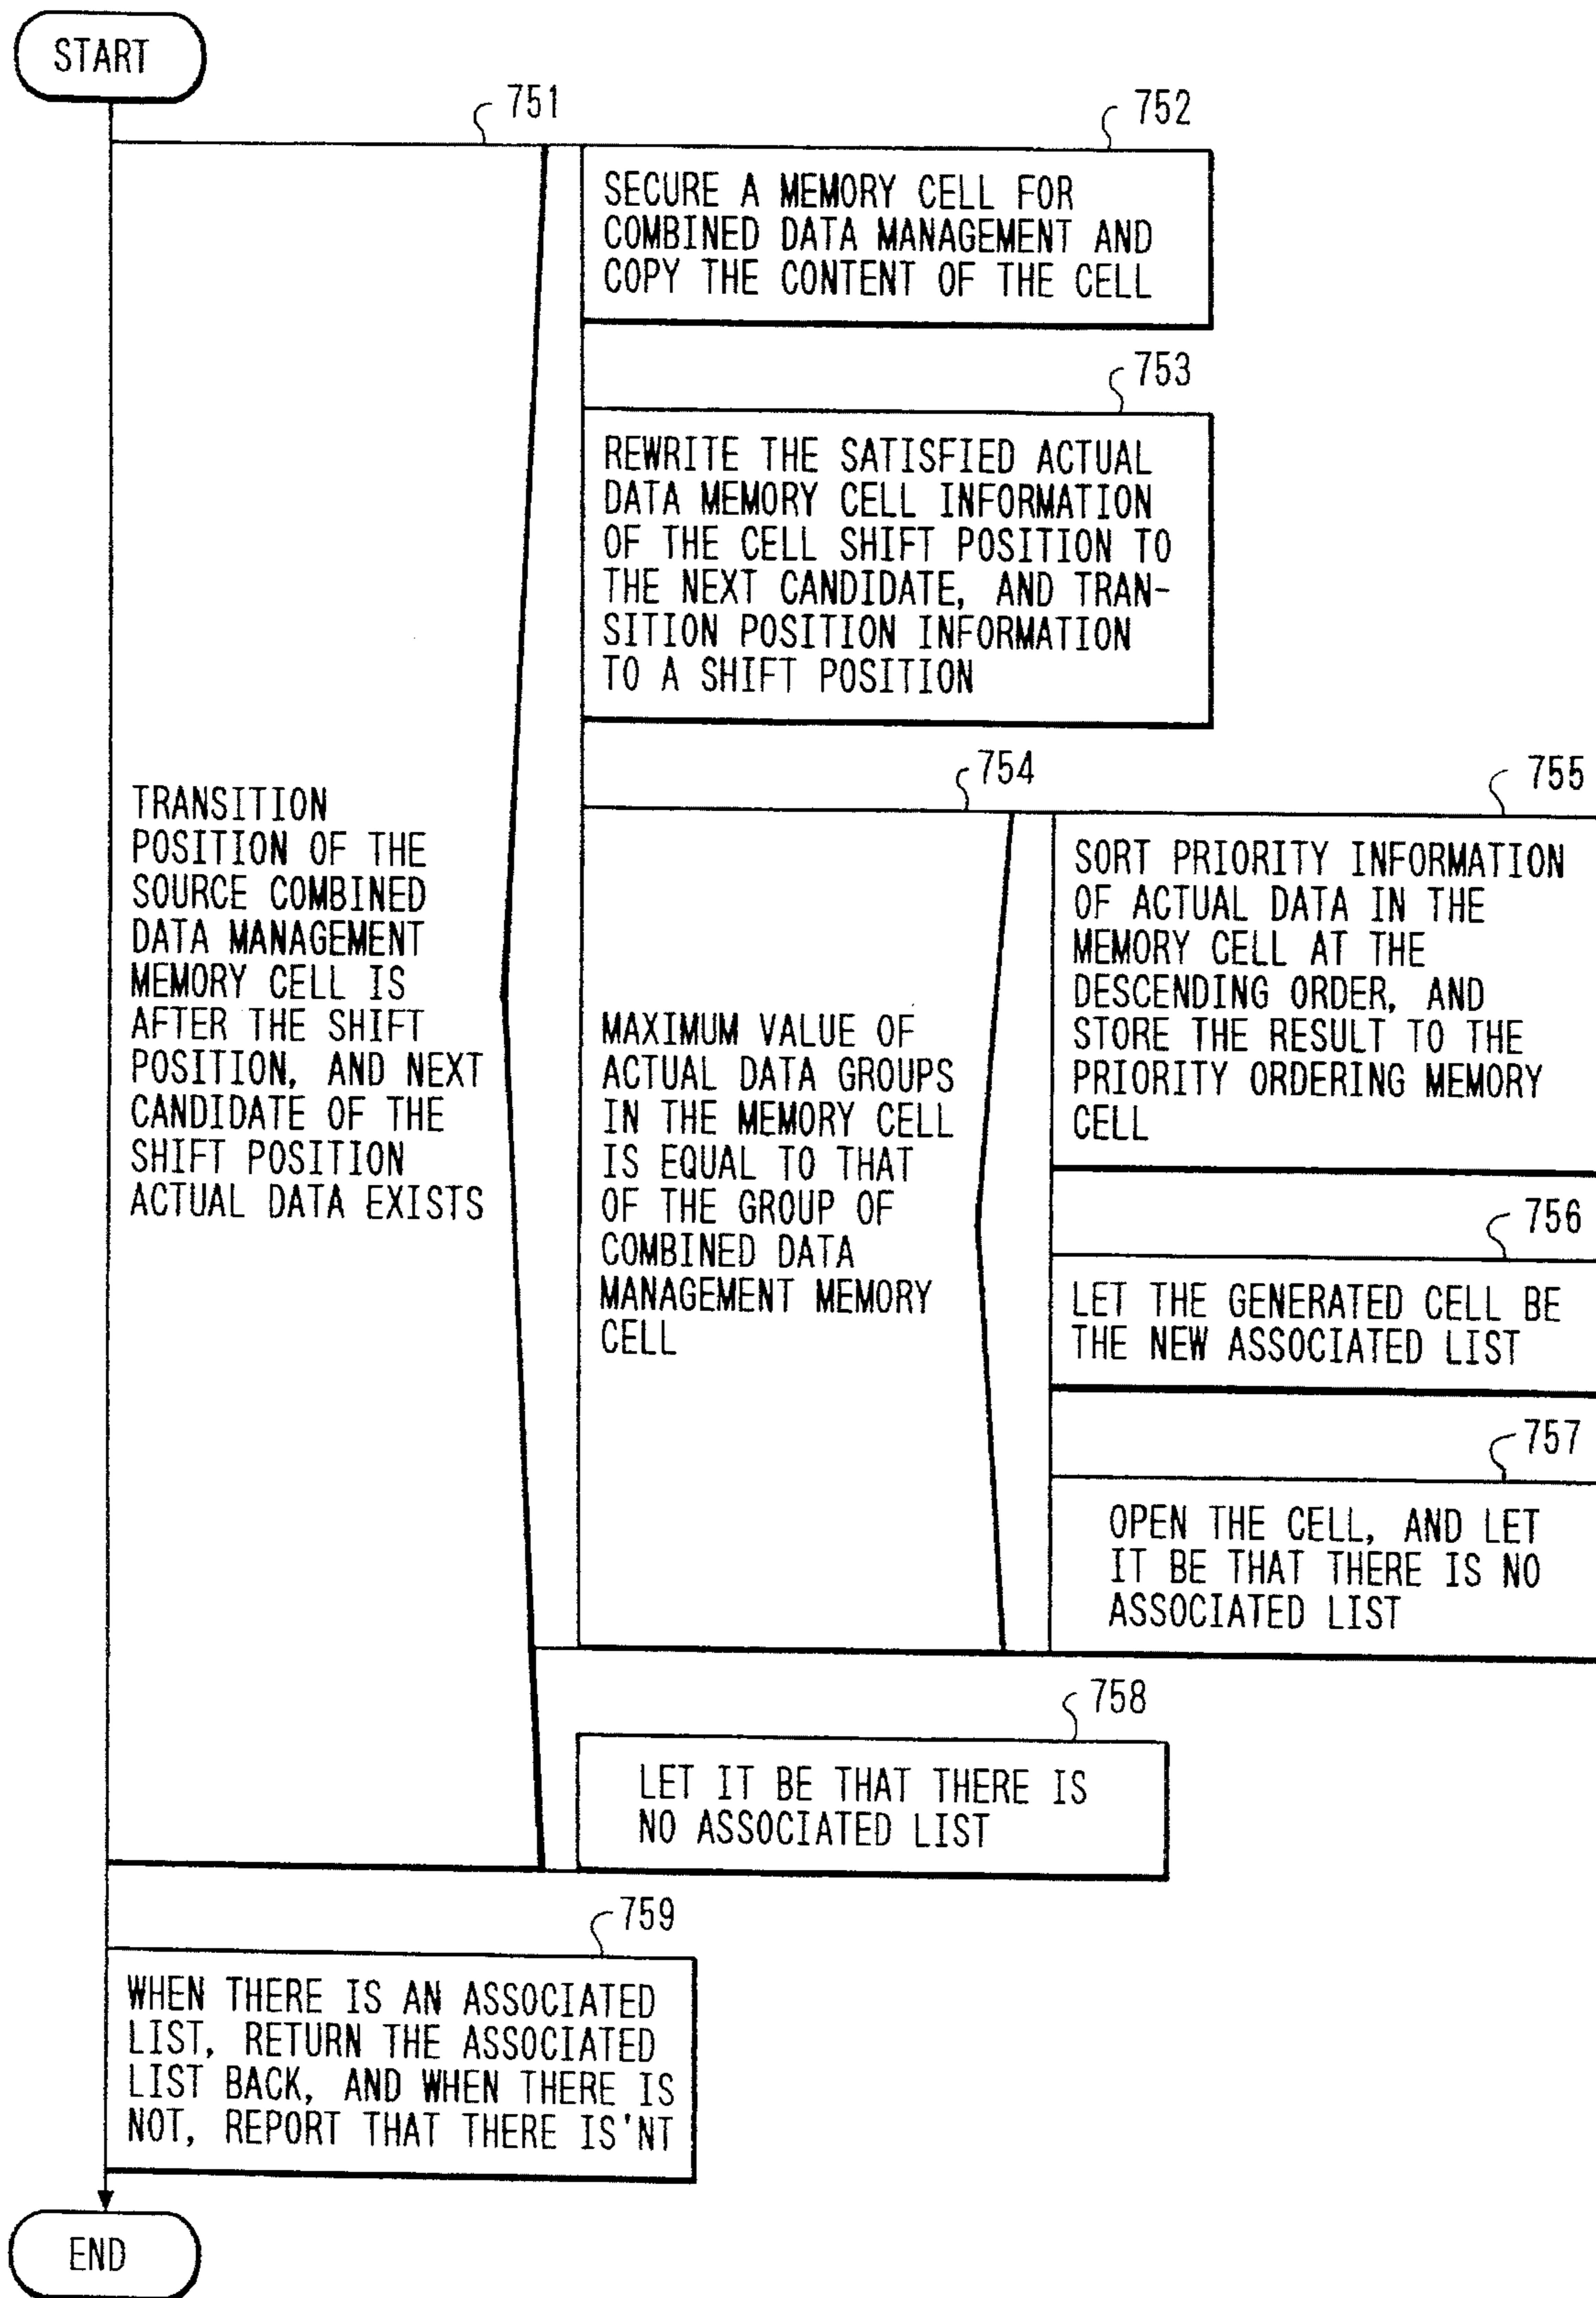 START
751
752
SECURE A MEMORY CELL FOR
COMBINED DATA MANAGEMENT AND
COPY THE CONTENT OF THE CELL
753
REWRITE THE SATISFIED ACTUAL
DATA MEMORY CELL INFORMATION
OF THE CELL SHIFT POSITION TO
THE NEXT CANDIDATE, AND TRAN-
SITION POSITION INFORMATION
TO A SHIFT POSITION
TRANSITION
POSITION OF THE
SOURCE COMBINED
DATA MANAGEMENT
MEMORY CELL IS
AFTER THE SHIFT
POSITION, AND NEXT
CANDIDATE OF THE
SHIFT POSITION
ACTUAL DATA EXISTS
754
MAXIMUM VALUE OF
ACTUAL DATA GROUPS
IN THE MEMORY CELL
IS EQUAL TO THAT
OF THE GROUP OF
COMBINED DATA
MANAGEMENT MEMORY
CELL
755
SORT PRIORITY INFORMATION
OF ACTUAL DATA IN THE
MEMORY CELL AT THE
DESCENDING ORDER, AND
STORE THE RESULT TO THE
PRIORITY ORDERING MEMORY
CELL
756
LET THE GENERATED CELL BE
THE NEW ASSOCIATED LIST
757
OPEN THE CELL, AND LET
IT BE THAT THERE IS NO
ASSOCIATED LIST
758
LET IT BE THAT THERE IS
NO ASSOCIATED LIST
759
WHEN THERE IS AN ASSOCIATED
LIST, RETURN THE ASSOCIATED
LIST BACK, AND WHEN THERE IS
NOT, REPORT THAT THERE IS'NT
END